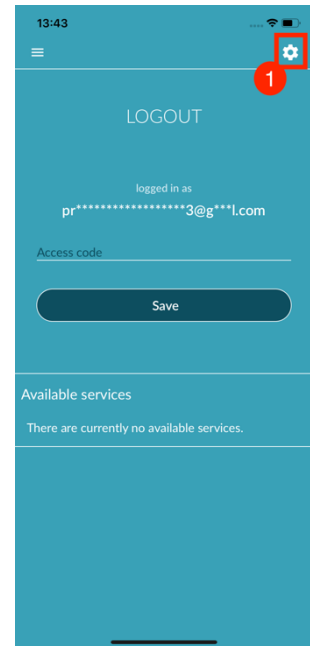 13:43
1
LOGOUT
logged in as
pr******************3@g***l.com
Access code
Save
Available services
There are currently no available services.